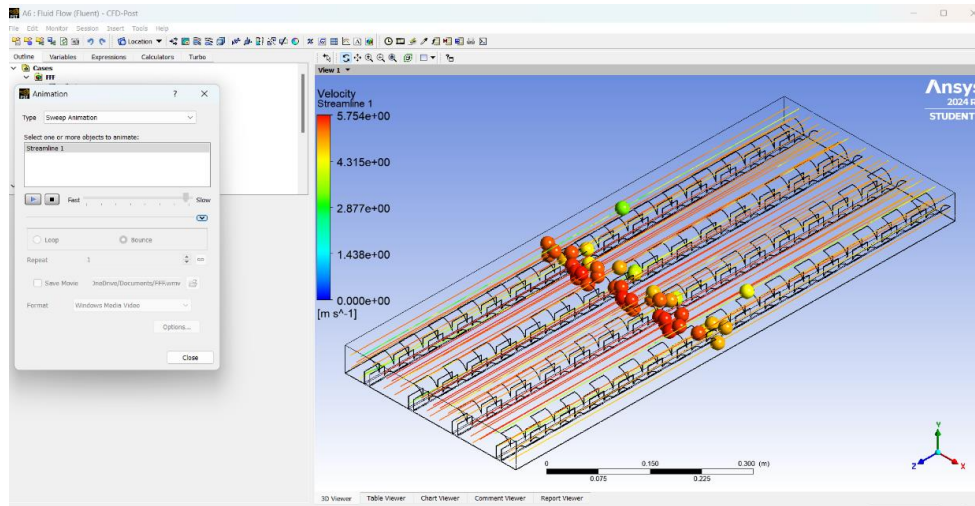 A6 : Fluid Flow (Fluent) - CFD-Post
File Edit Monitor Session Insert Tools Help
Location
Outline Variables Expressions Calculators Turbo
Cases
FFF
Animation ? X
Type Sweep Animation
Select one or more objects to animate:
Streamline 1
Fast Slow
Loop Bounce
Repeat 1
Save Movie
Format Windows Media Video
Options...
Close
View 1
Velocity
Streamline 1
5.754e+00
4.315e+00
2.877e+00
1.438e+00
0.000e+00
[m s^-1]
Ansys
2024 R
STUDENT
0 0.150 0.300 (m)
0.075 0.225
Y
Z X
3D Viewer Table Viewer Chart Viewer Comment Viewer Report Viewer